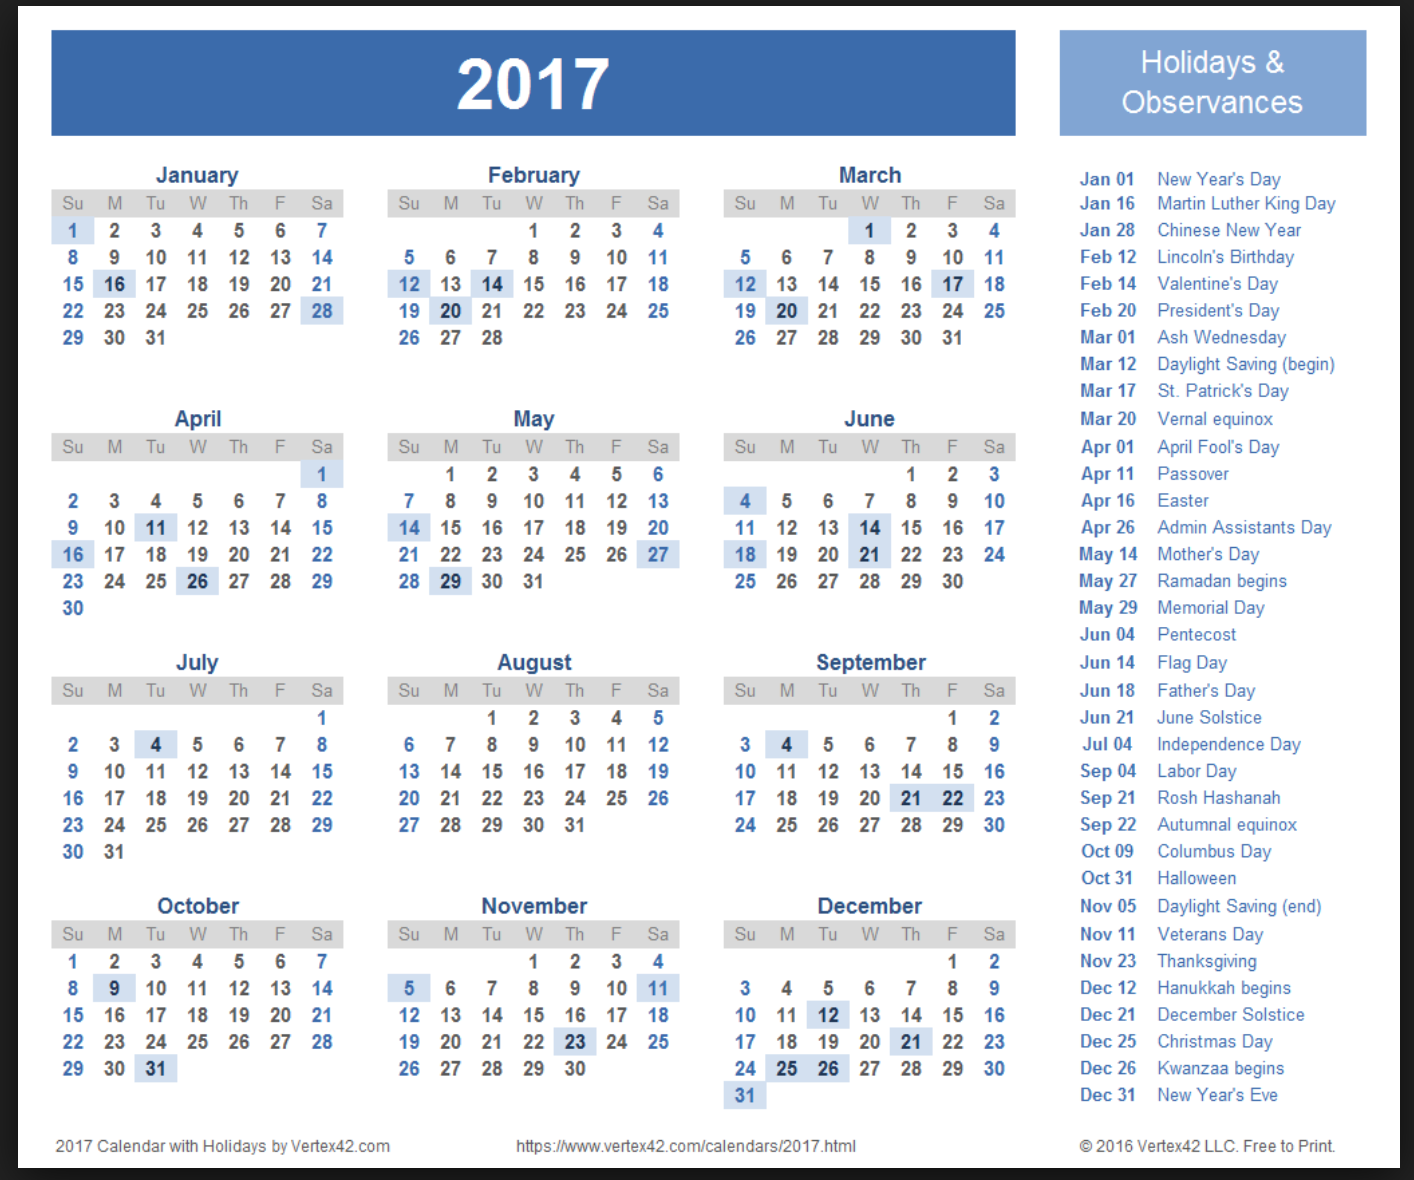 2017
Holidays &
Observances
January
Su M Tu W Th F Sa
1 2 3 4 5 6 7
8 9 10 11 12 13 14
15 16 17 18 19 20 21
22 23 24 25 26 27 28
29 30 31
February
Su M Tu W Th F Sa
1 2 3 4
5 6 7 8 9 10 11
12 13 14 15 16 17 18
19 20 21 22 23 24 25
26 27 28
March
Su M Tu W Th F Sa
1 2 3 4
5 6 7 8 9 10 11
12 13 14 15 16 17 18
19 20 21 22 23 24 25
26 27 28 29 30 31
April
Su M Tu W Th F Sa
1
2 3 4 5 6 7 8
9 10 11 12 13 14 15
16 17 18 19 20 21 22
23 24 25 26 27 28 29
30
May
Su M Tu W Th F Sa
1 2 3 4 5 6
7 8 9 10 11 12 13
14 15 16 17 18 19 20
21 22 23 24 25 26 27
28 29 30 31
June
Su M Tu W Th F Sa
1 2 3
4 5 6 7 8 9 10
11 12 13 14 15 16 17
18 19 20 21 22 23 24
25 26 27 28 29 30
July
Su M Tu W Th F Sa
1
2 3 4 5 6 7 8
9 10 11 12 13 14 15
16 17 18 19 20 21 22
23 24 25 26 27 28 29
30 31
August
Su M Tu W Th F Sa
1 2 3 4 5
6 7 8 9 10 11 12
13 14 15 16 17 18 19
20 21 22 23 24 25 26
27 28 29 30 31
September
Su M Tu W Th F Sa
1 2
3 4 5 6 7 8 9
10 11 12 13 14 15 16
17 18 19 20 21 22 23
24 25 26 27 28 29 30
October
Su M Tu W Th F Sa
1 2 3 4 5 6 7
8 9 10 11 12 13 14
15 16 17 18 19 20 21
22 23 24 25 26 27 28
29 30 31
November
Su M Tu W Th F Sa
1 2 3 4
5 6 7 8 9 10 11
12 13 14 15 16 17 18
19 20 21 22 23 24 25
26 27 28 29 30
December
Su M Tu W Th F Sa
1 2
3 4 5 6 7 8 9
10 11 12 13 14 15 16
17 18 19 20 21 22 23
24 25 26 27 28 29 30
31
Jan 01 New Year's Day
Jan 16 Martin Luther King Day
Jan 28 Chinese New Year
Feb 12 Lincoln's Birthday
Feb 14 Valentine's Day
Feb 20 President's Day
Mar 01 Ash Wednesday
Mar 12 Daylight Saving (begin)
Mar 17 St. Patrick's Day
Mar 20 Vernal equinox
Apr 01 April Fool's Day
Apr 11 Passover
Apr 16 Easter
Apr 26 Admin Assistants Day
May 14 Mother's Day
May 27 Ramadan begins
May 29 Memorial Day
Jun 04 Pentecost
Jun 14 Flag Day
Jun 18 Father's Day
Jun 21 June Solstice
Jul 04 Independence Day
Sep 04 Labor Day
Sep 21 Rosh Hashanah
Sep 22 Autumnal equinox
Oct 09 Columbus Day
Oct 31 Halloween
Nov 05 Daylight Saving (end)
Nov 11 Veterans Day
Nov 23 Thanksgiving
Dec 12 Hanukkah begins
Dec 21 December Solstice
Dec 25 Christmas Day
Dec 26 Kwanzaa begins
Dec 31 New Year's Eve
2017 Calendar with Holidays by Vertex42.com
https://www.vertex42.com/calendars/2017.html
© 2016 Vertex42 LLC. Free to Print.